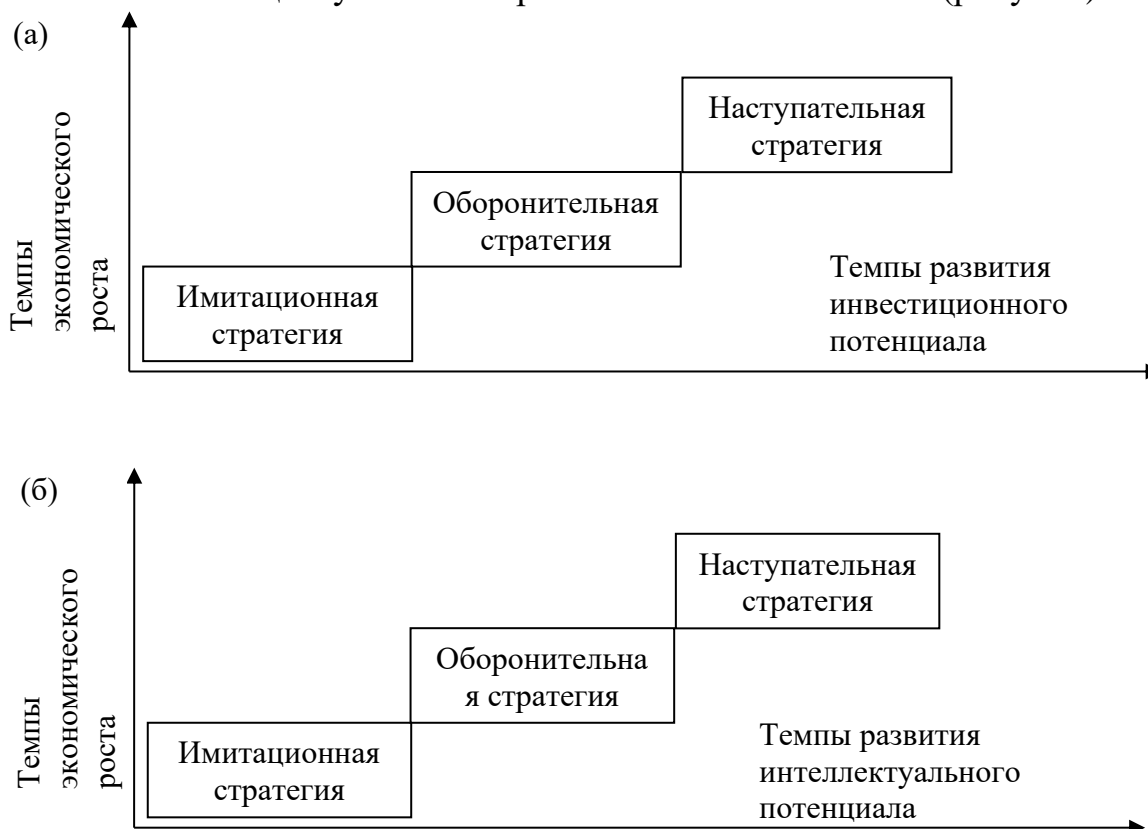 (а)
Наступательная
стратегия
Оборонительная
стратегия
Имитационная
стратегия
Темпы
экономического
роста
Темпы развития
инвестиционного
потенциала
(б)
Наступательная
стратегия
Оборонительна
я стратегия
Имитационная
стратегия
Темпы
экономического
роста
Темпы развития
интеллектуального
потенциала